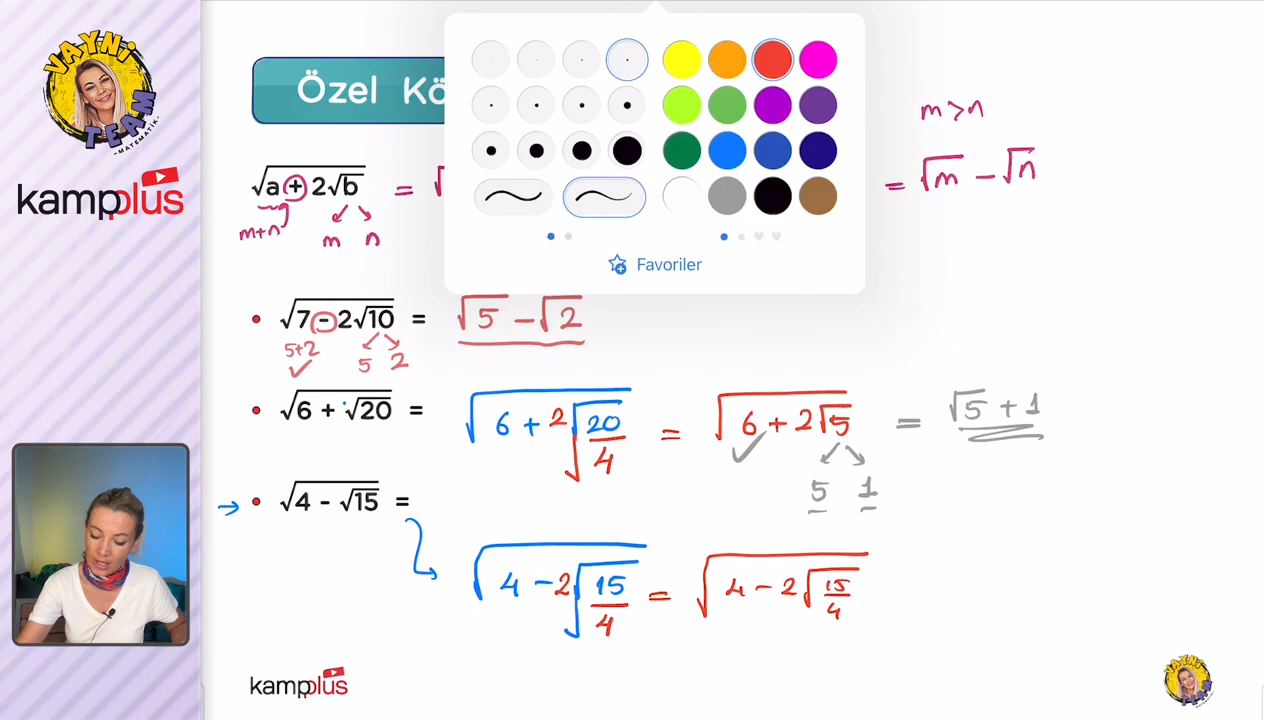 VAYNİ
TEAM
-MATEMATİK-
kampplus
Özel Kö
m > n
√a + 2√b = √
= √m - √n
m+n
m n
• √7 - 2√10 = √5 - √2
5+2
5 2
• √6 + √20 = √6 + 2√20/4 = √6 + 2√5 = √5 + 1
5 1
• √4 - √15 =
√4 - 2√15/4 = √4 - 2√15/4
Favoriler
kampplus
VAYNİ
TEAM